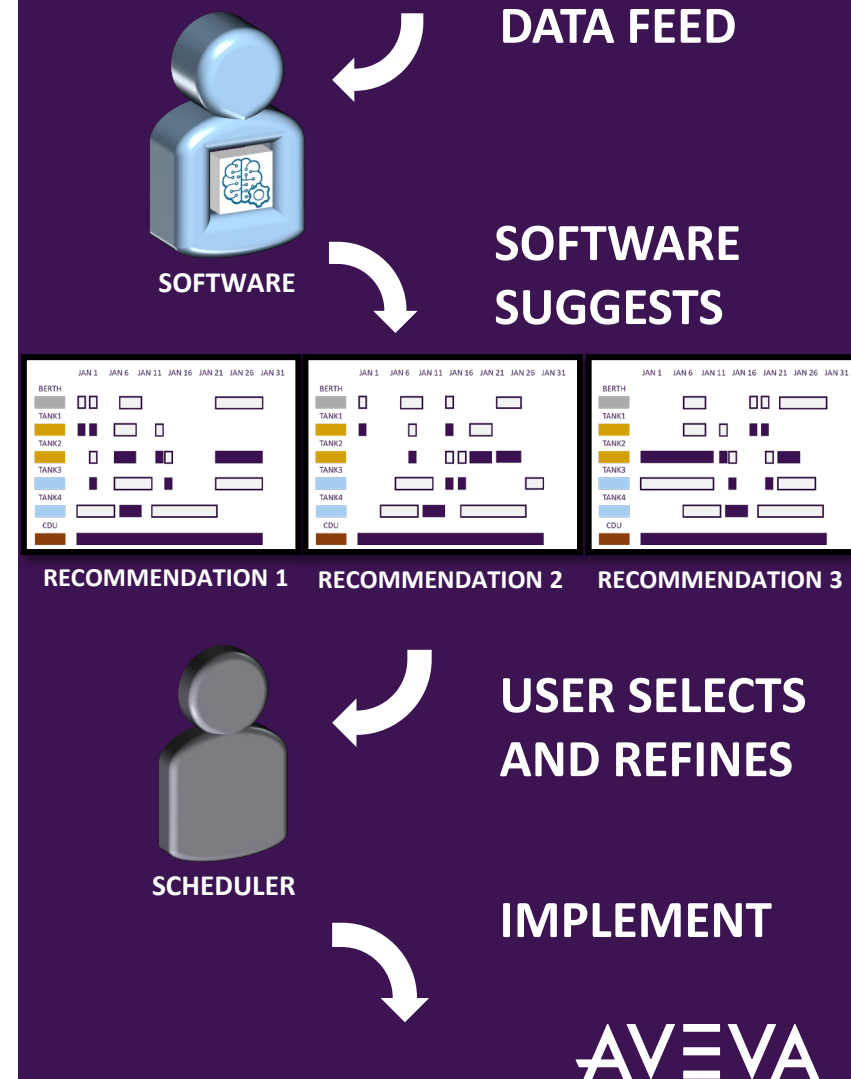 DATA FEED
SOFTWARE
SOFTWARE
SUGGESTS
JAN 1 JAN 6 JAN 11 JAN 16 JAN 21 JAN 26 JAN 31
BERTH
TANK1
TANK2
TANK3
TANK4
CDU
JAN 1 JAN 6 JAN 11 JAN 16 JAN 21 JAN 26 JAN 31
BERTH
TANK1
TANK2
TANK3
TANK4
CDU
JAN 1 JAN 6 JAN 11 JAN 16 JAN 21 JAN 26 JAN 31
BERTH
TANK1
TANK2
TANK3
TANK4
CDU
RECOMMENDATION 1
RECOMMENDATION 2
RECOMMENDATION 3
USER SELECTS
AND REFINES
SCHEDULER
IMPLEMENT
AVEVA